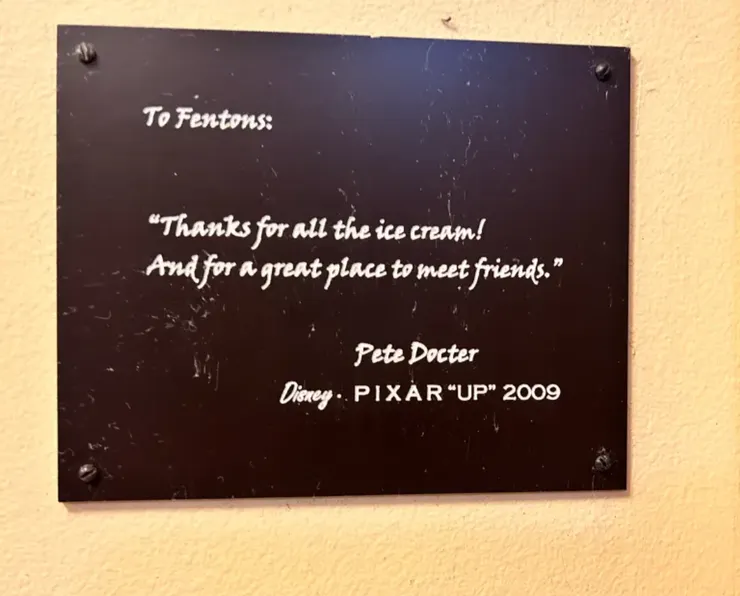 To Fentons:
“Thanks for all the ice cream!
And for a great place to meet friends.”
Pete Docter
Disney · PIXAR “UP” 2009